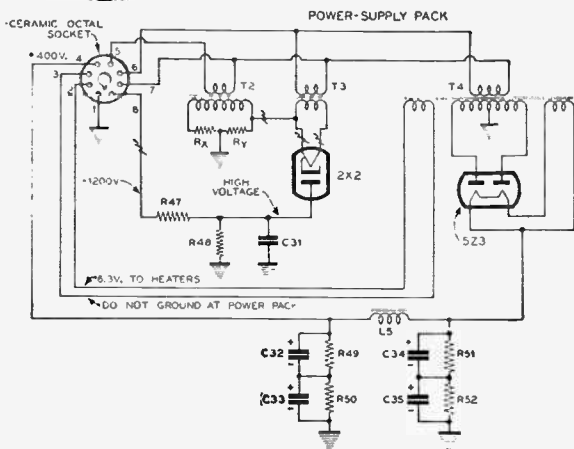 POWER-SUPPLY PACK
-CERAMIC OCTAL
SOCKET
+400V.
4
5
6
3
7
2
1
8
T2
T3
T4
RX
RY
2X2
-1200V
HIGH
VOLTAGE
R47
R48
C31
5Z3
6.3V. TO HEATERS
DO NOT GROUND AT POWER PACK
L5
C32
+
-
R49
C34
+
-
R51
C33
+
-
R50
C35
+
-
R52